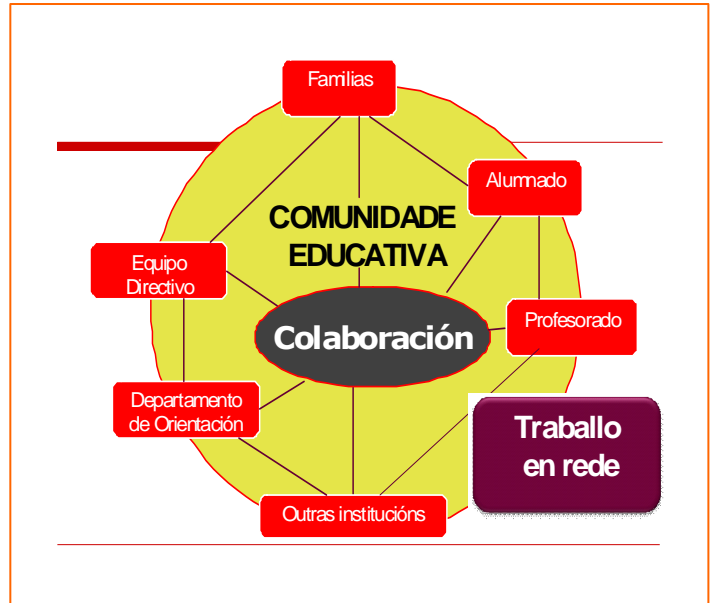 Familias
Alumnado
COMUNIDADE
EDUCATIVA
Equipo
Directivo
Profesorado
Colaboración
Departamento
de Orientación
Traballo
en rede
Outras institucións